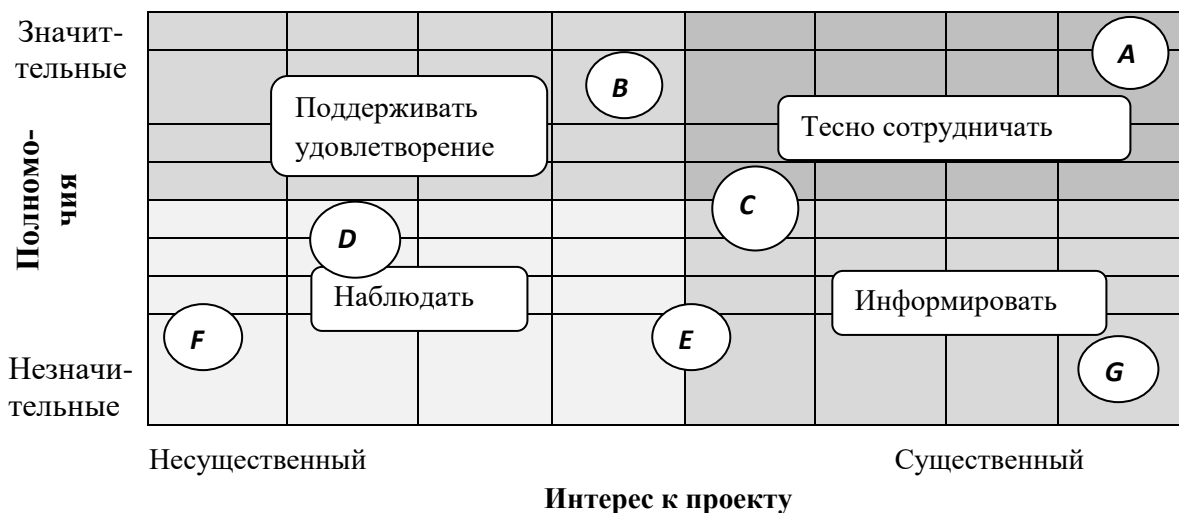 Значит-
тельные
Полномо-
чия
Незначи-
тельные
A
B
Поддерживать
удовлетворение
Тесно сотрудничать
C
D
Наблюдать
Информировать
F
E
G
Несущественный
Существенный
Интерес к проекту